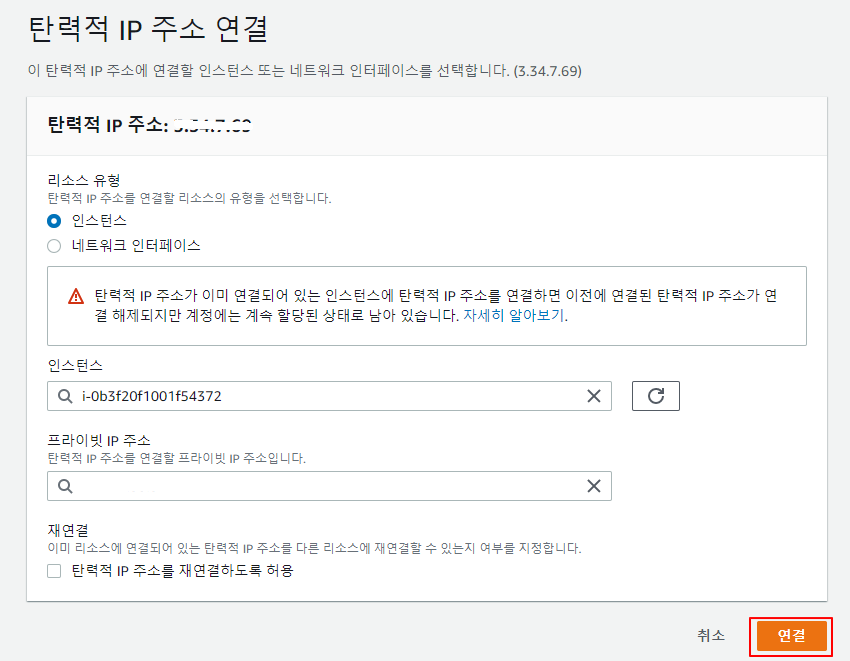 탄력적 IP 주소 연결
이 탄력적 IP 주소에 연결할 인스턴스 또는 네트워크 인터페이스를 선택합니다. (3.34.7.69)
탄력적 IP 주소:
리소스 유형
탄력적 IP 주소를 연결할 리소스의 유형을 선택합니다.
인스턴스
네트워크 인터페이스
탄력적 IP 주소가 이미 연결되어 있는 인스턴스에 탄력적 IP 주소를 연결하면 이전에 연결된 탄력적 IP 주소가 연
결 해제되지만 계정에는 계속 할당된 상태로 남아 있습니다. 자세히 알아보기.
인스턴스
i-0b3f20f1001f54372
프라이빗 IP 주소
탄력적 IP 주소를 연결할 프라이빗 IP 주소입니다.
재연결
이미 리소스에 연결되어 있는 탄력적 IP 주소를 다른 리소스에 재연결할 수 있는지 여부를 지정합니다.
탄력적 IP 주소를 재연결하도록 허용
취소
연결